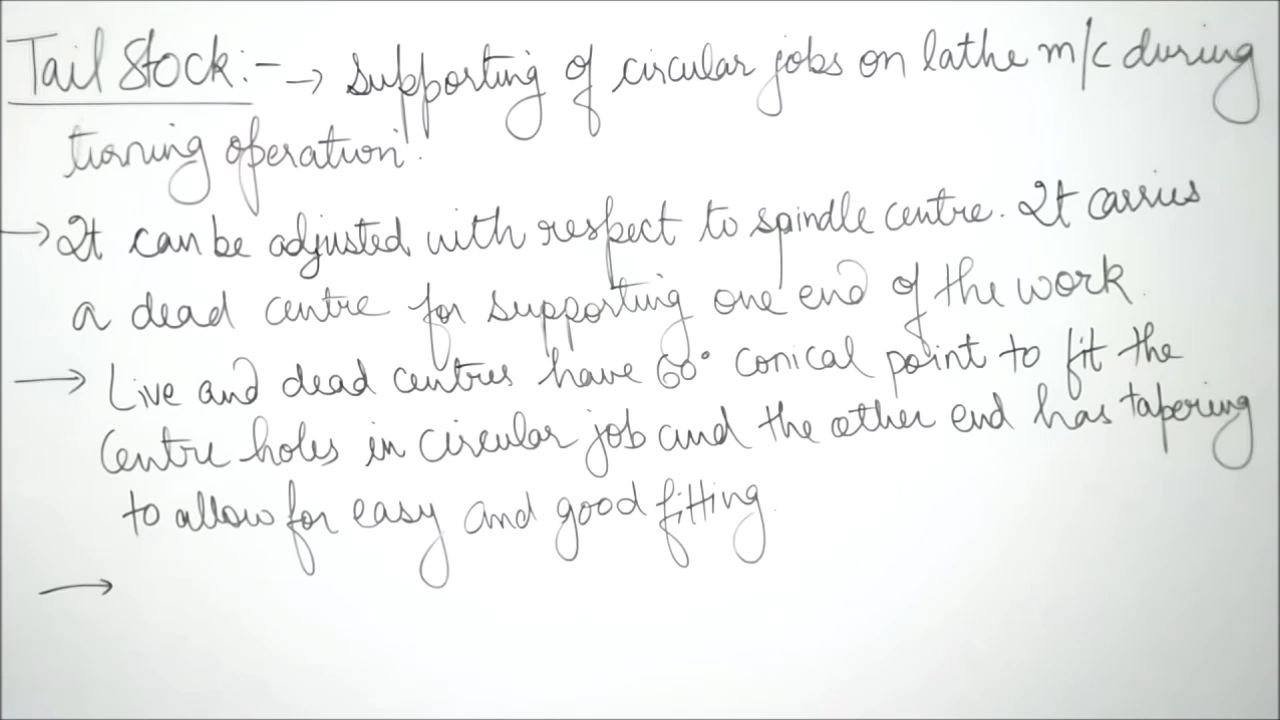 Tail Stock:- → Supporting of circular jobs on lathe m/c during
turning operation.
→ It can be adjusted with respect to spindle centre. It carries
a dead centre for supporting one end of the work
→ Live and dead centres have 60° conical point to fit the
centre holes in circular job and the other end has tapering
to allow for easy and good fitting.
→